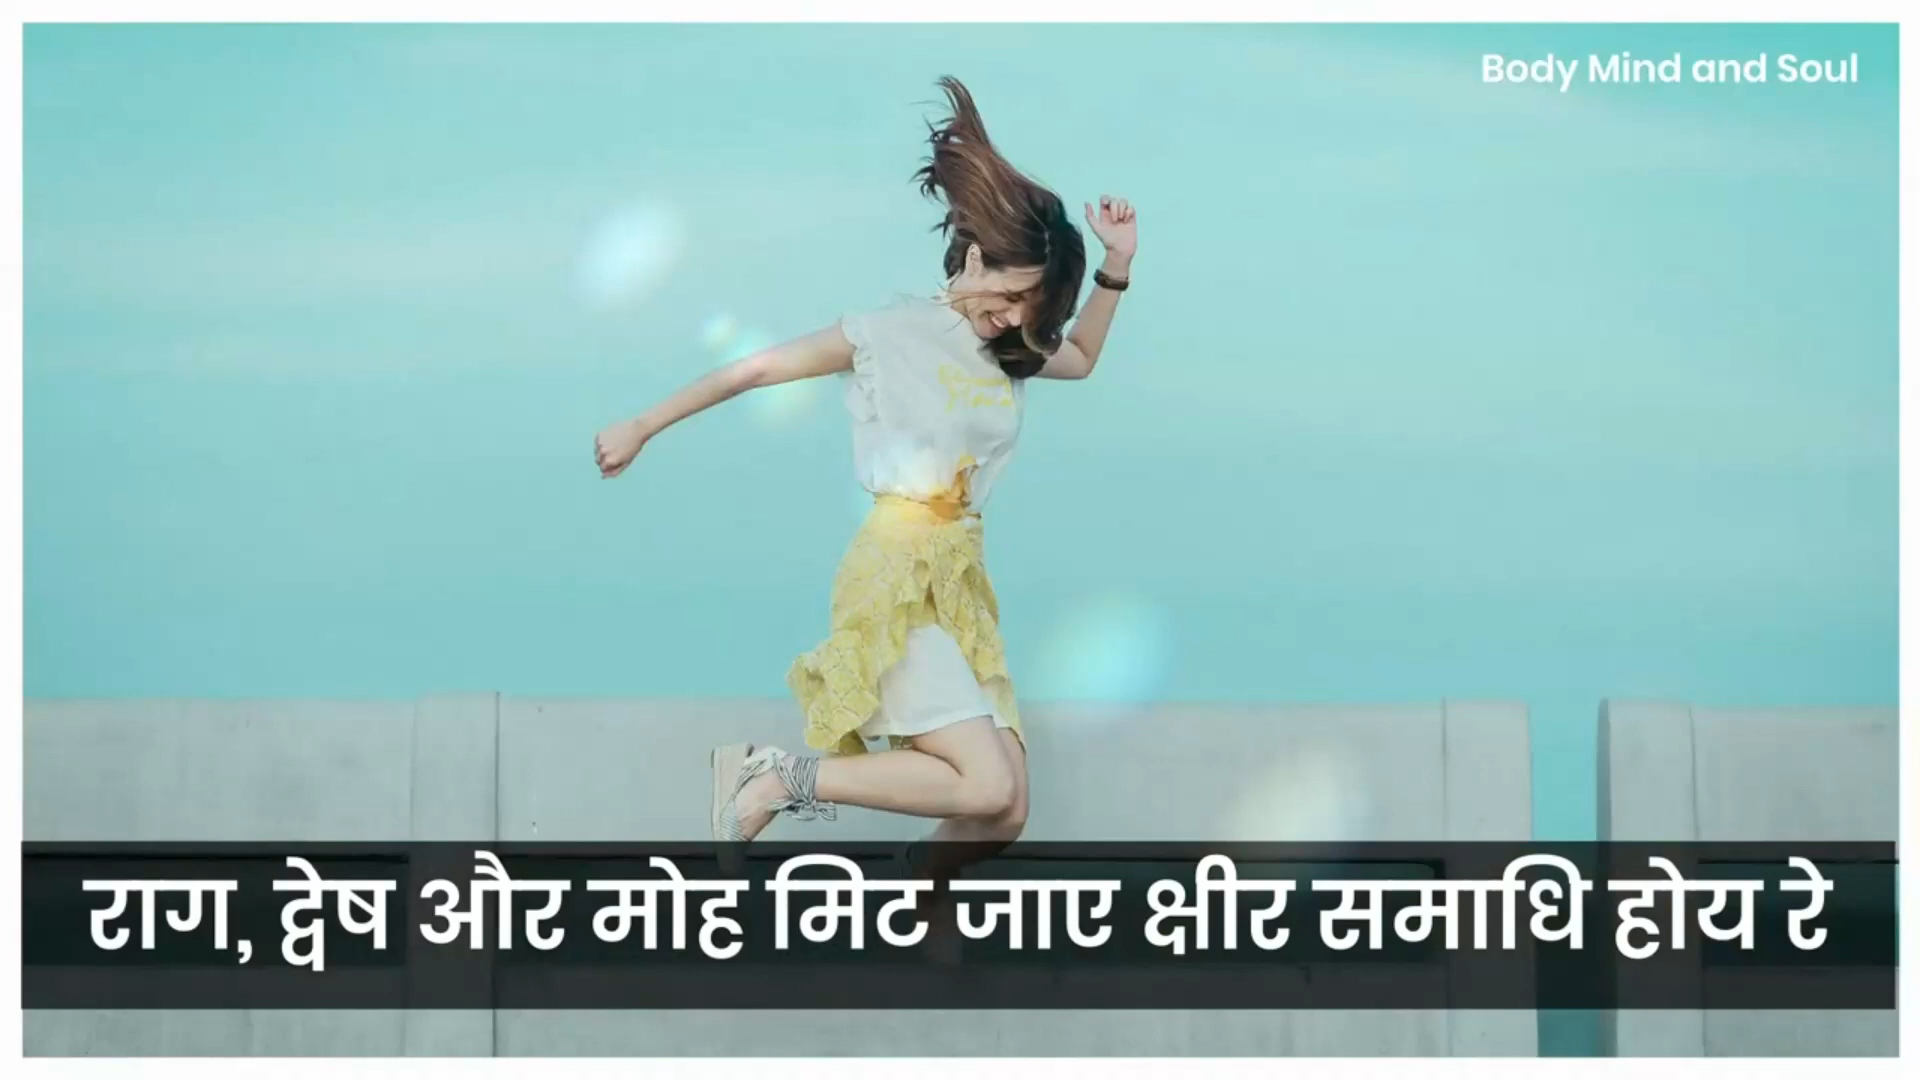 Body Mind and Soul
राग, द्वेष और मोह मिट जाए क्षीर समाधि होय रे